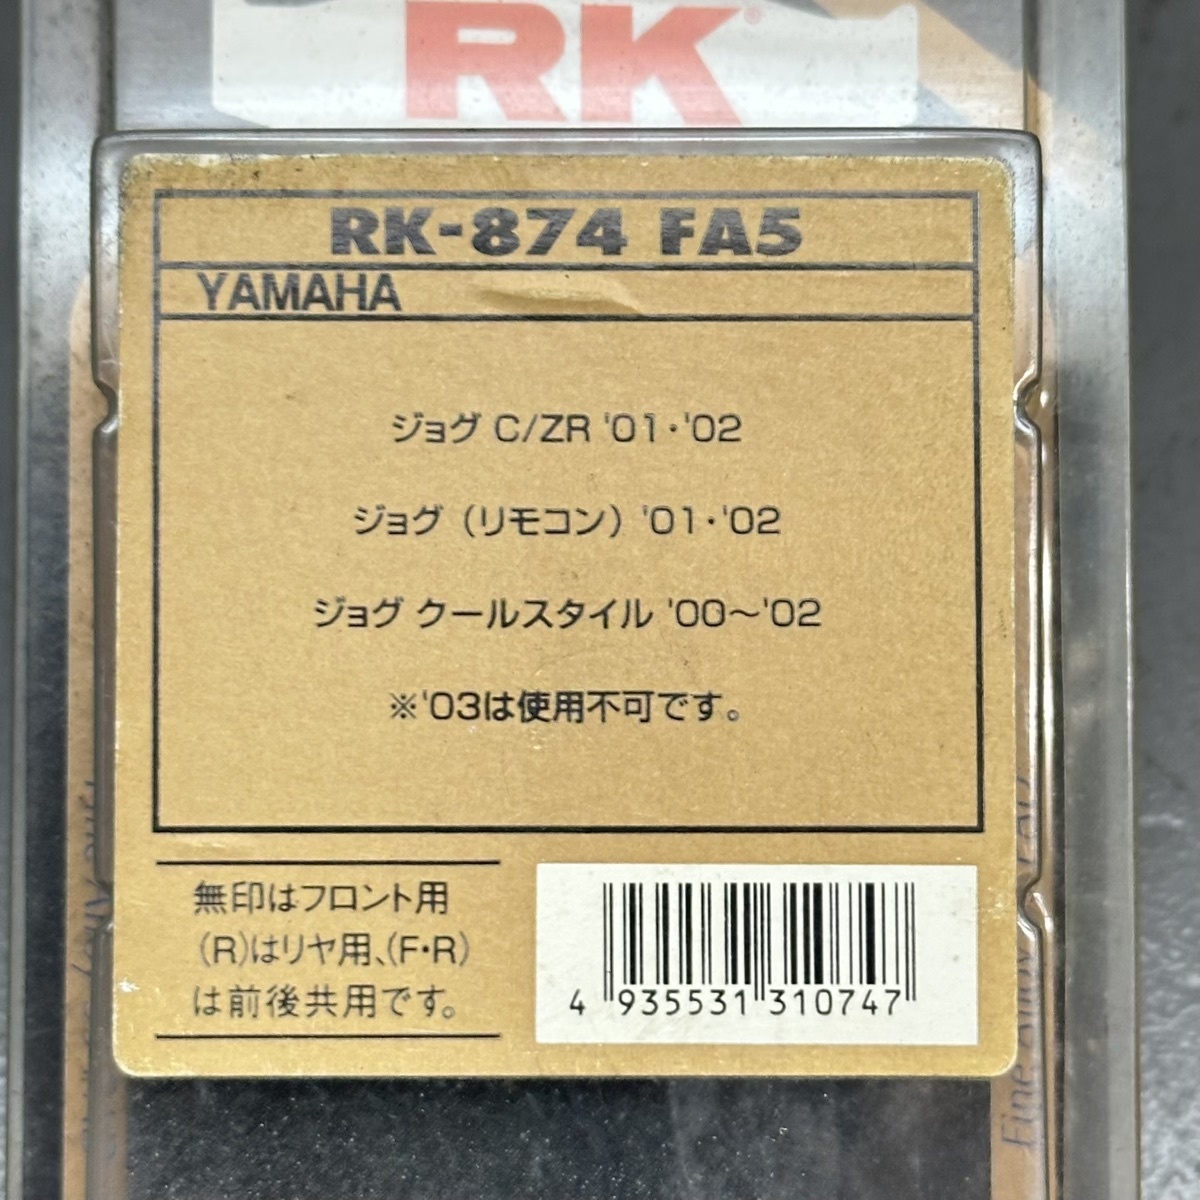 RK®
RK-874 FA5
YAMAHA
ジョグ C/ZR '01・'02
ジョグ（リモコン）'01・'02
ジョグ クールスタイル '00～'02
※'03は使用不可です。
無印はフロント用
(R)はリヤ用、(F・R)
は前後共用です。
4 935531 310747
Fine Alloy